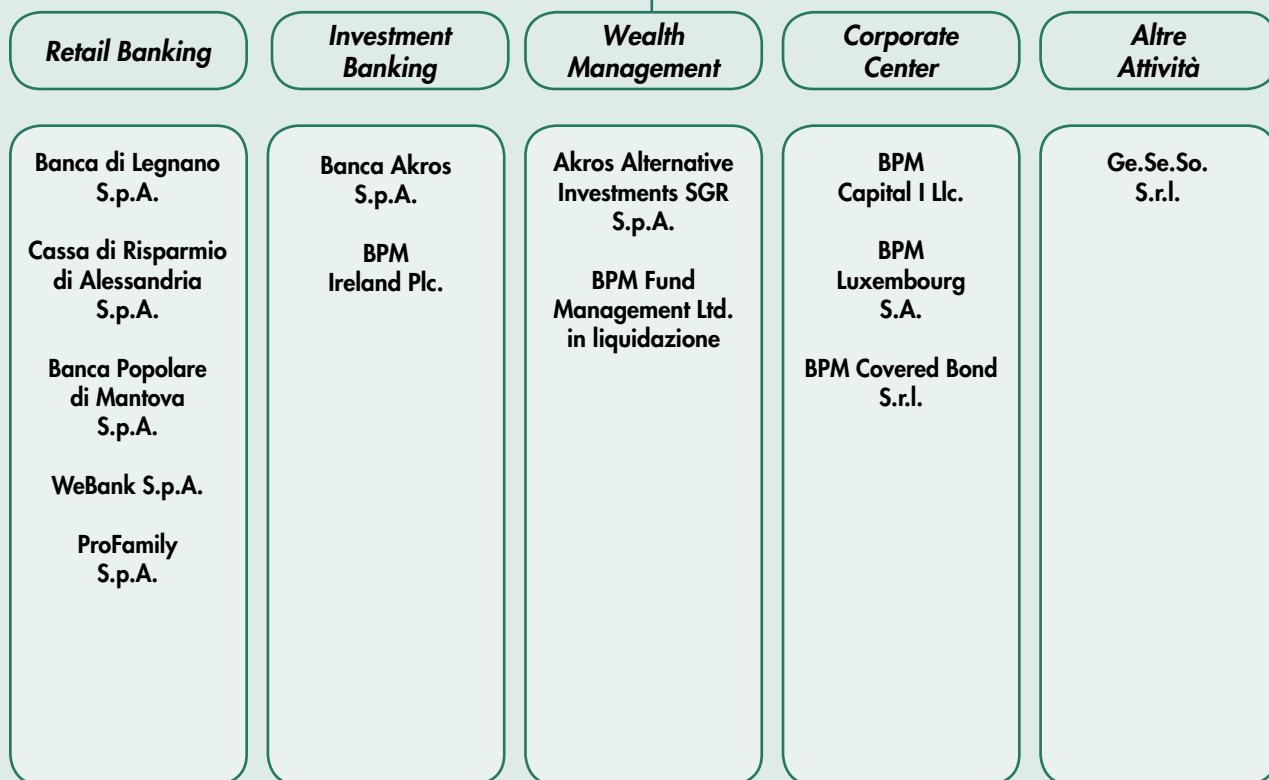 Retail Banking
Investment
Banking
Wealth
Management
Corporate
Center
Altre
Attività
Banca di Legnano
S.p.A.
Cassa di Risparmio
di Alessandria
S.p.A.
Banca Popolare
di Mantova
S.p.A.
WeBank S.p.A.
ProFamily
S.p.A.
Banca Akros
S.p.A.
BPM
Ireland Plc.
Akros Alternative
Investments SGR
S.p.A.
BPM Fund
Management Ltd.
in liquidazione
BPM
Capital I Llc.
BPM
Luxembourg
S.A.
BPM Covered Bond
S.r.l.
Ge.Se.So.
S.r.l.